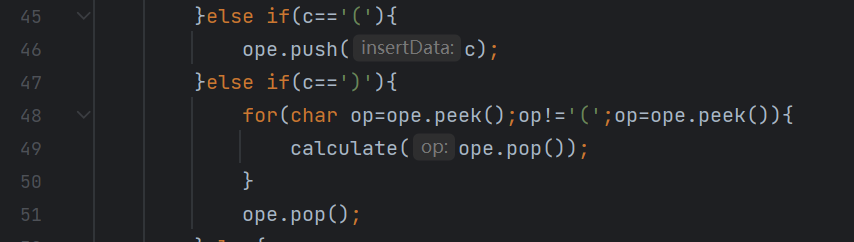 45 }else if(c=='('){
46 ope.push( insertData: c);
47 }else if(c==')'){
48 for(char op=ope.peek();op!='(';op=ope.peek()){
49 calculate( op: ope.pop());
50 }
51 ope.pop();